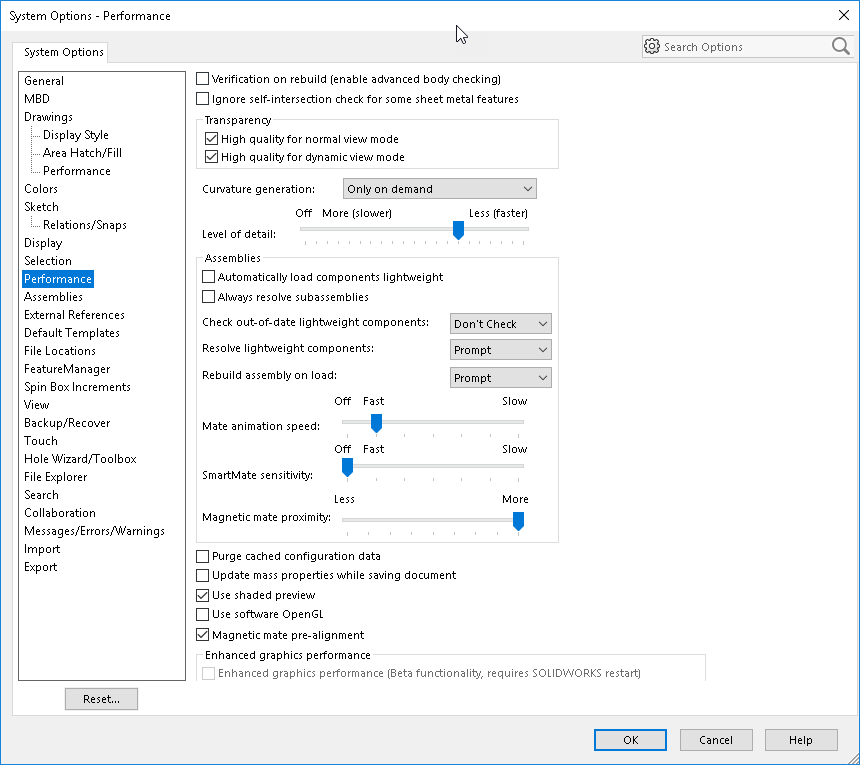 System Options - Performance
System Options
Search Options
General
MBD
Drawings
Display Style
Area Hatch/Fill
Performance
Colors
Sketch
Relations/Snaps
Display
Selection
Performance
Assemblies
External References
Default Templates
File Locations
FeatureManager
Spin Box Increments
View
Backup/Recover
Touch
Hole Wizard/Toolbox
File Explorer
Search
Collaboration
Messages/Errors/Warnings
Import
Export
Reset...
Verification on rebuild (enable advanced body checking)
Ignore self-intersection check for some sheet metal features
Transparency
High quality for normal view mode
High quality for dynamic view mode
Curvature generation: Only on demand
Off More (slower) Less (faster)
Level of detail:
Assemblies
Automatically load components lightweight
Always resolve subassemblies
Check out-of-date lightweight components: Don't Check
Resolve lightweight components: Prompt
Rebuild assembly on load: Prompt
Off Fast Slow
Mate animation speed:
Off Fast Slow
SmartMate sensitivity:
Less More
Magnetic mate proximity:
Purge cached configuration data
Update mass properties while saving document
Use shaded preview
Use software OpenGL
Magnetic mate pre-alignment
Enhanced graphics performance
Enhanced graphics performance (Beta functionality, requires SOLIDWORKS restart)
OK Cancel Help